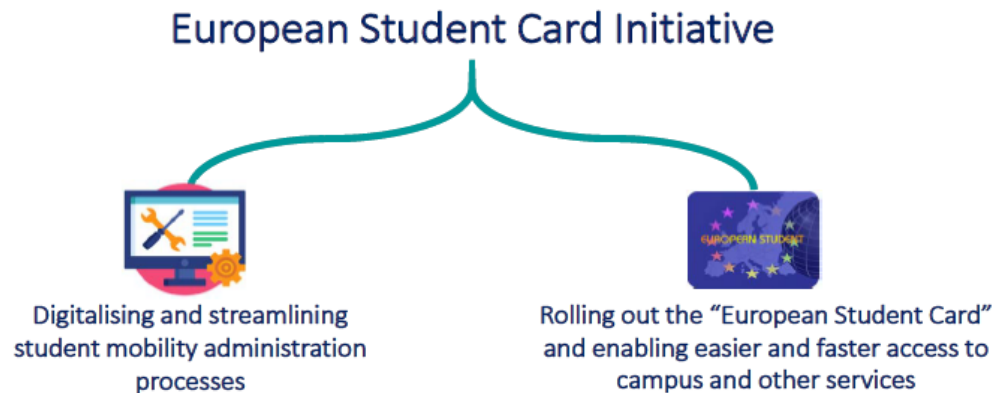 European Student Card Initiative
Digitalising and streamlining
student mobility administration
processes
EUROPEAN STUDENT
Rolling out the “European Student Card”
and enabling easier and faster access to
campus and other services